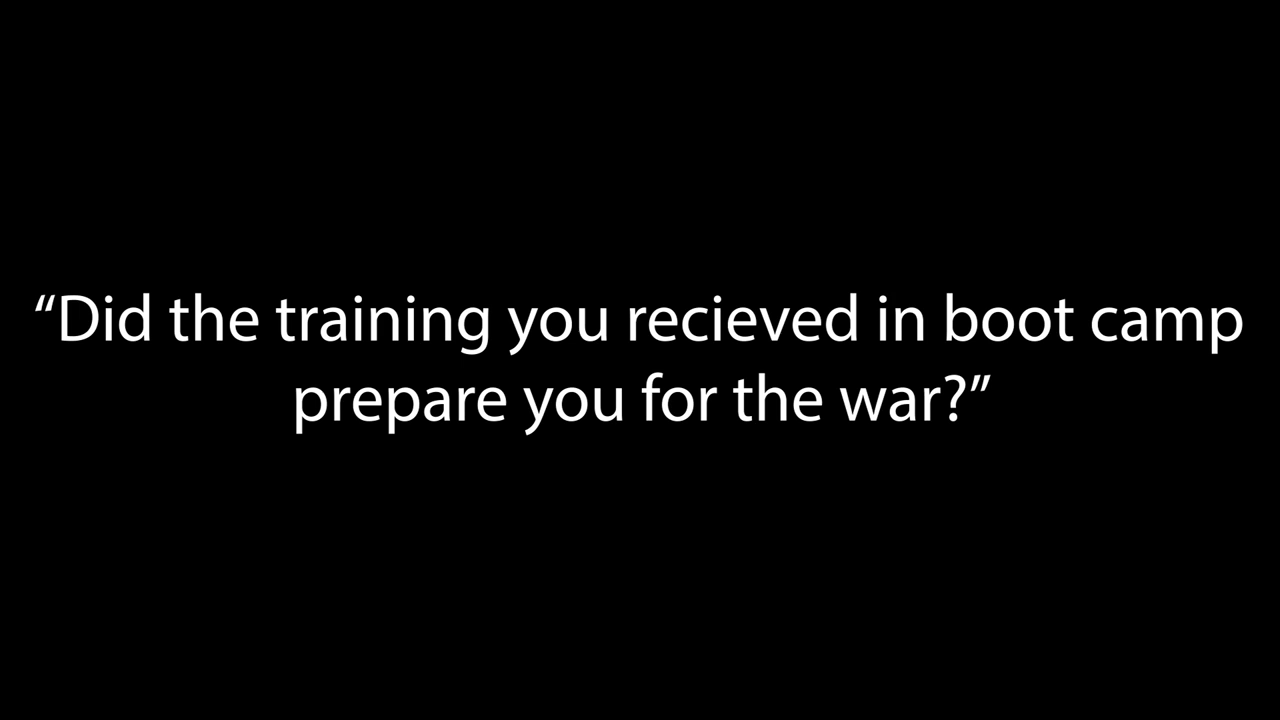 “Did the training you recieved in boot camp
prepare you for the war?”